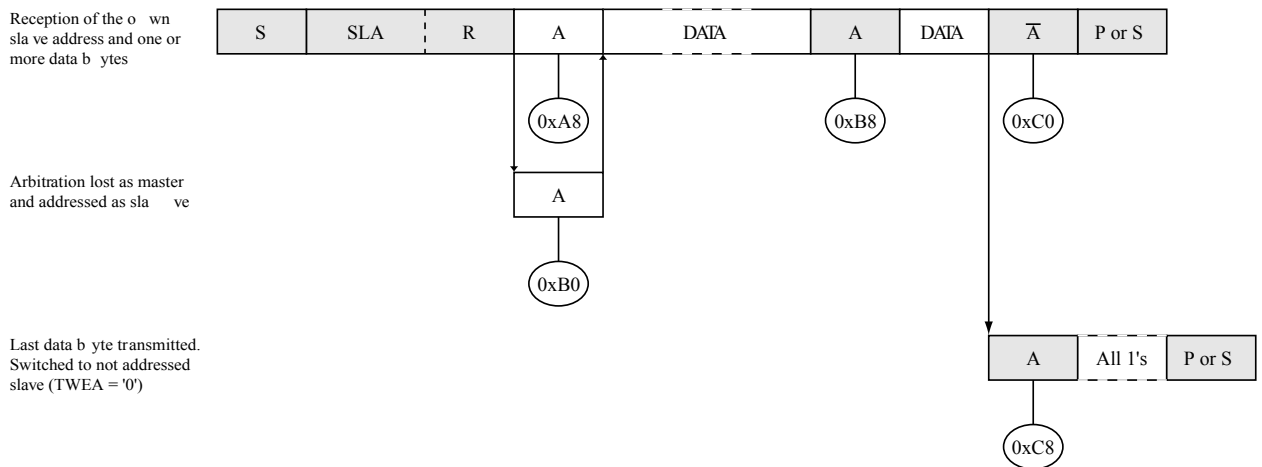 Reception of the o wn
sla ve address and one or
more data b ytes
S SLA R A DATA A DATA A̅ P or S
0xA8 0xB8 0xC0
Arbitration lost as master
and addressed as sla ve
A
0xB0
Last data b yte transmitted.
Switched to not addressed
slave (TWEA = '0')
A All 1's P or S
0xC8